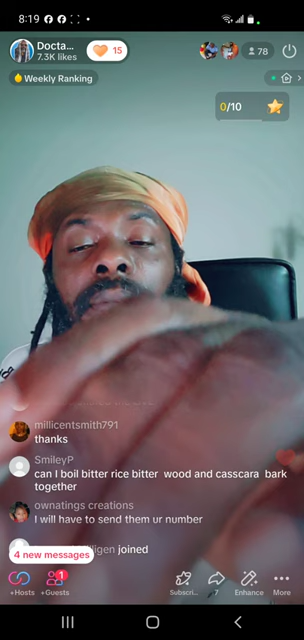 8:19
Docta...
7.3K likes
15
78
Weekly Ranking
0/10
millicentsmith791
thanks
SmileyP
can I boil bitter rice bitter wood and casscara bark
together
ownatings creations
I will have to send them ur number
4 new messages
ligen joined
+Hosts
1
+Guests
Subscri...
7
Enhance
More